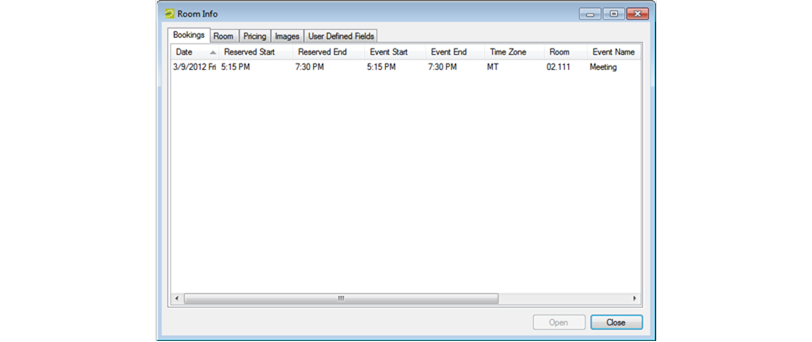 Room Info
Bookings Room Pricing Images User Defined Fields
Date Reserved Start Reserved End Event Start Event End Time Zone Room Event Name
3/9/2012 Fri 5:15 PM 7:30 PM 5:15 PM 7:30 PM MT 02.111 Meeting
Open Close